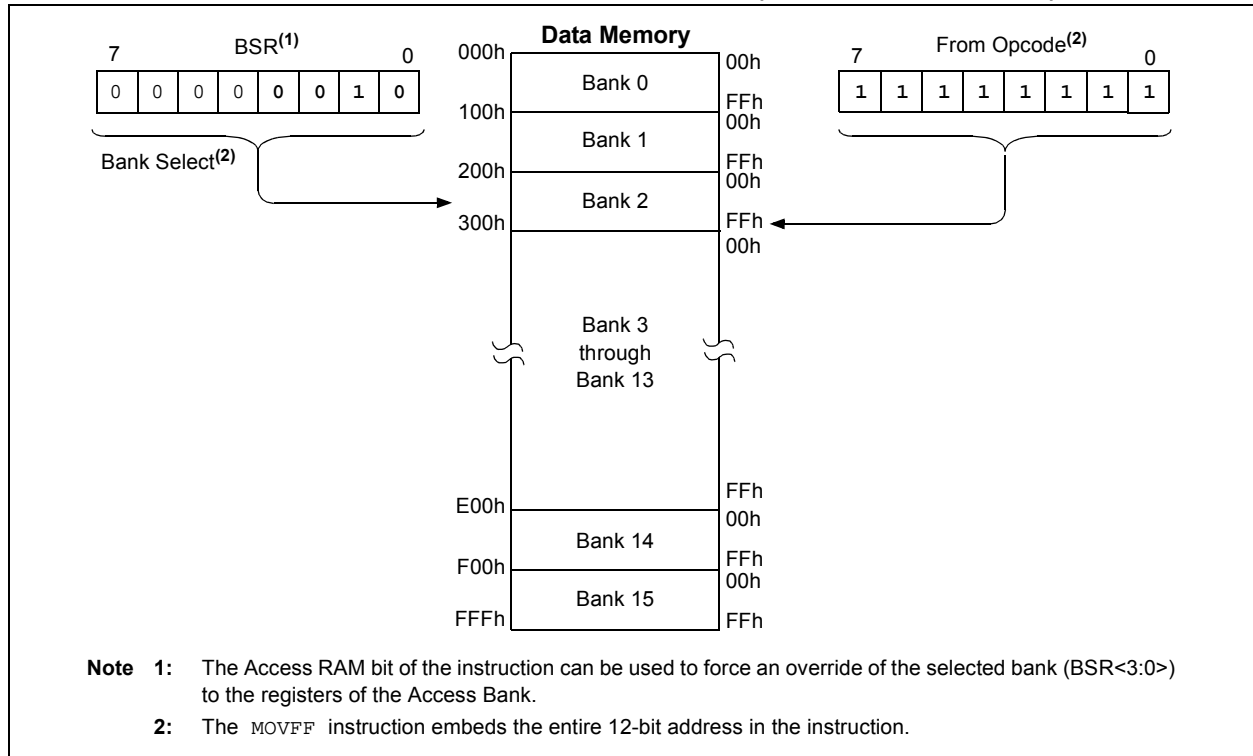 Data Memory
7 BSR(1) 0
0 0 0 0 0 0 1 0
Bank Select(2)
7 From Opcode(2) 0
1 1 1 1 1 1 1 1
000h
100h
200h
300h
E00h
F00h
FFFh
Bank 0
Bank 1
Bank 2
Bank 3
through
Bank 13
Bank 14
Bank 15
00h
FFh
00h
FFh
00h
FFh
00h
FFh
00h
FFh
00h
FFh
Note 1: The Access RAM bit of the instruction can be used to force an override of the selected bank (BSR<3:0>)
to the registers of the Access Bank.
2: The MOVFF instruction embeds the entire 12-bit address in the instruction.